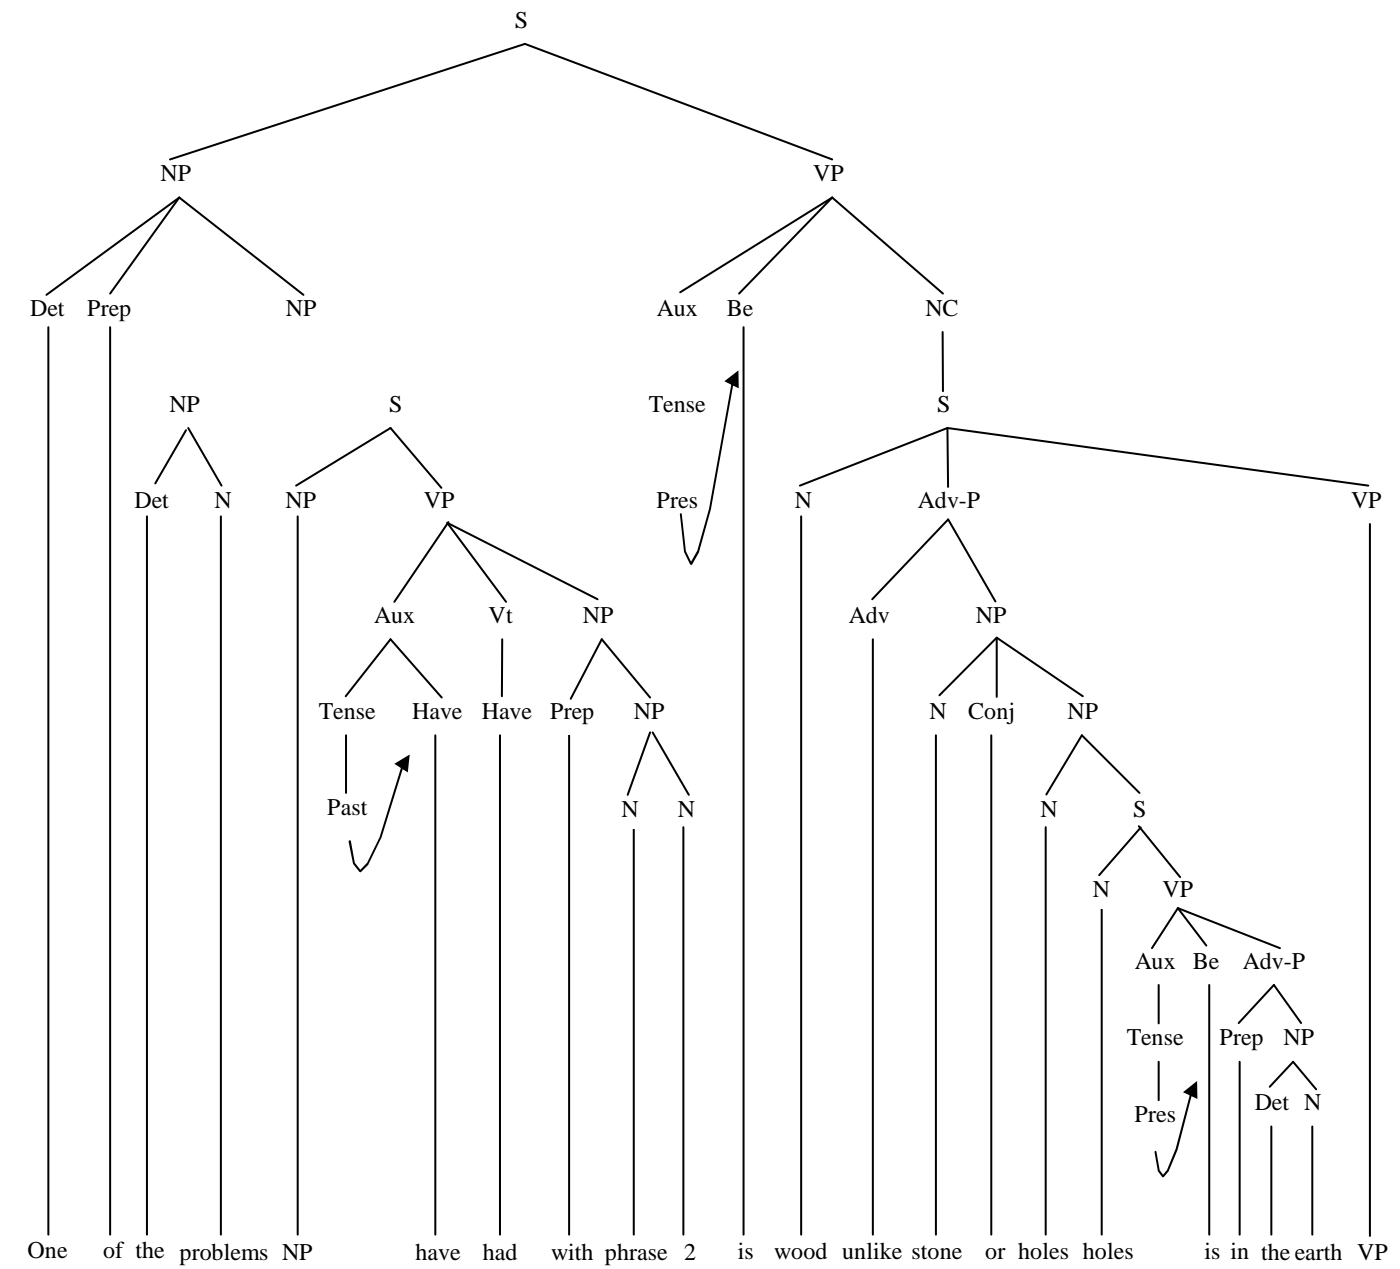 S
NP VP
Det Prep NP Aux Be NC
NP S Tense S
Det N NP VP Pres N Adv-P VP
Aux Vt NP Adv NP
Tense Have Have Prep NP N Conj NP
Past N N N S
N VP
Aux Be Adv-P
Tense Prep NP
Det N
Pres
One of the problems NP have had with phrase 2 is wood unlike stone or holes holes is in the earth VP